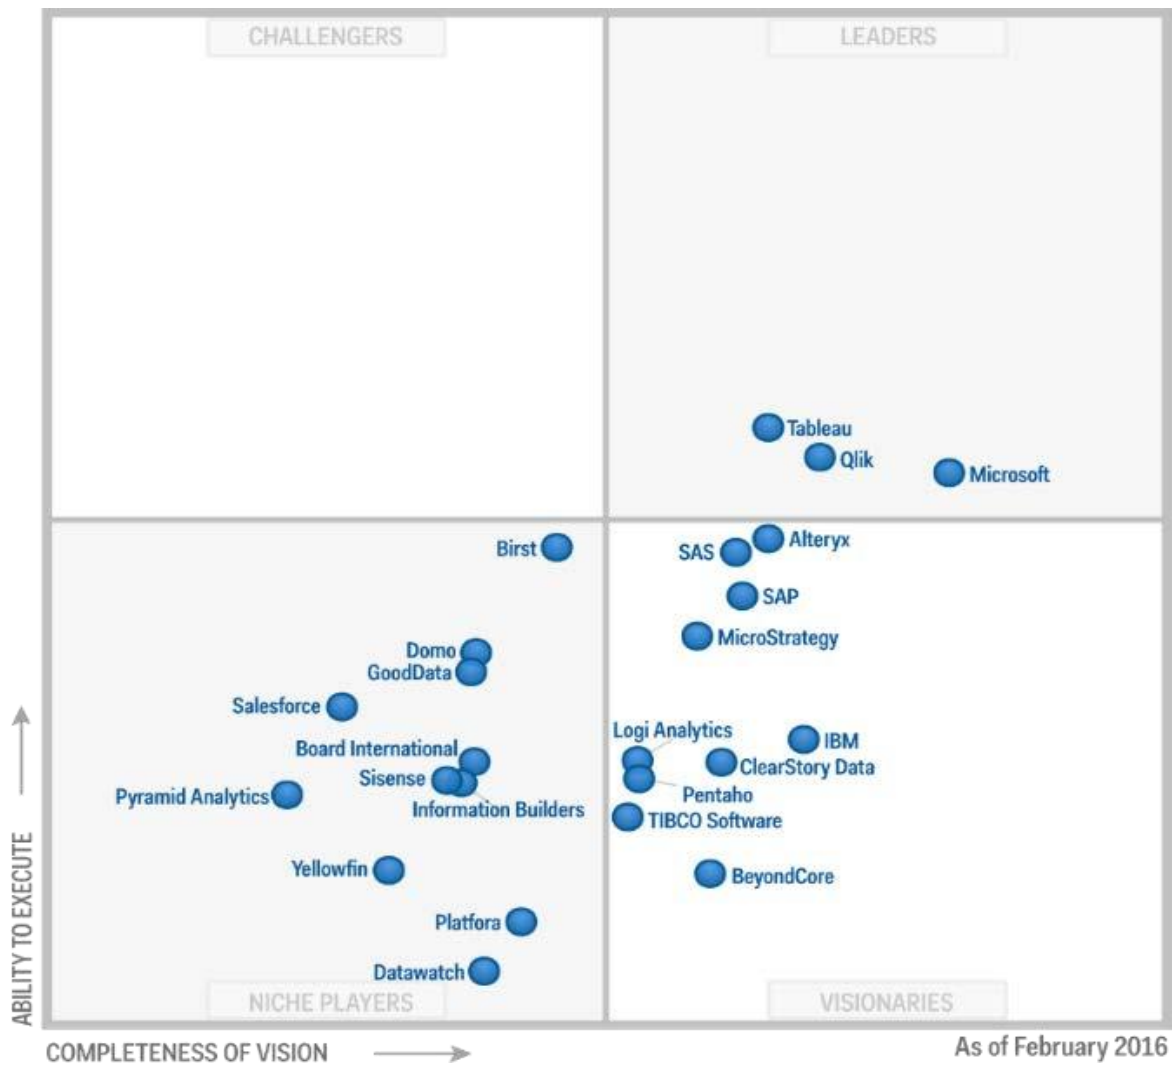 CHALLENGERS
LEADERS
Tableau
Qlik
Microsoft
Birst
Alteryx
SAS
SAP
MicroStrategy
Domo
GoodData
Salesforce
Board International
Sisense
Information Builders
Pyramid Analytics
Yellowfin
Platfora
Datawatch
Logi Analytics
IBM
ClearStory Data
Pentaho
TIBCO Software
BeyondCore
ABILITY TO EXECUTE
NICHE PLAYERS
VISIONARIES
COMPLETENESS OF VISION
As of February 2016